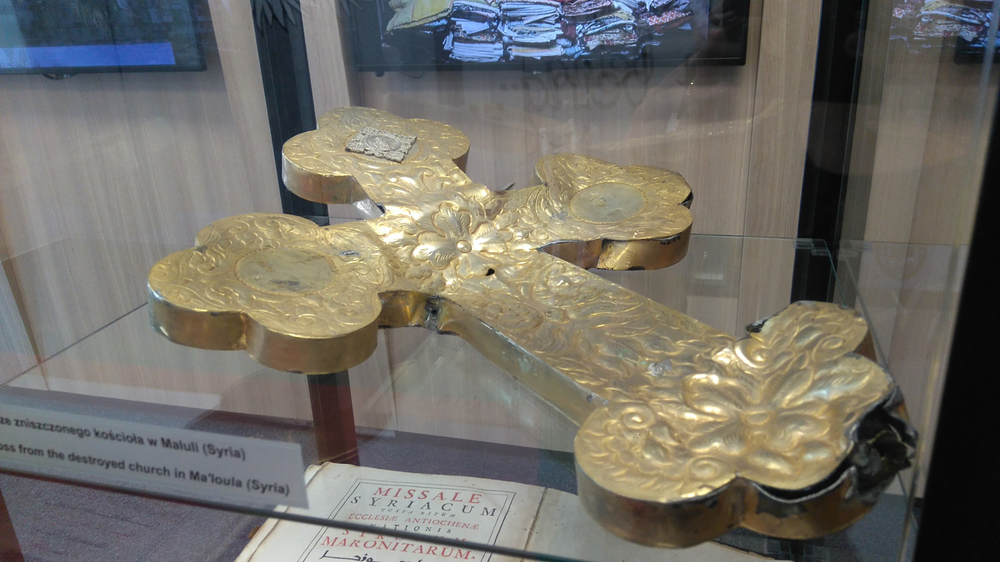 ze zniszczonego kościoła w Maluli (Syria)
from the destroyed church in Ma'loula (Syria)
MISSALE
SYRIACUM
JUXTA RITUM
ECCLESIÆ ANTIOCHENÆ
NATIONIS
MARONITARUM.